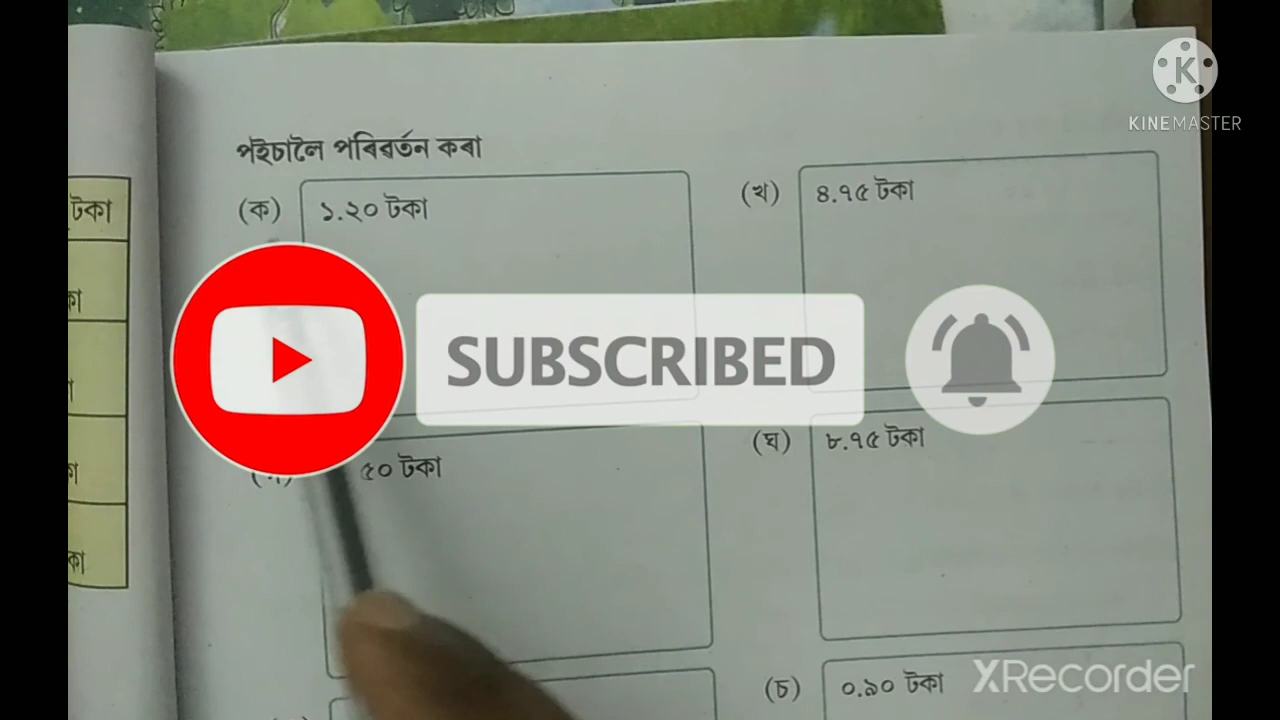 KINEMASTER
পইচালৈ পৰিৱৰ্তন কৰা
(ক) ১.২০ টকা
(খ) ৪.৭৫ টকা
টকা
SUBSCRIBED
৫০ টকা
(ঘ) ৮.৭৫ টকা
(চ) ০.৯০ টকা
XRecorder